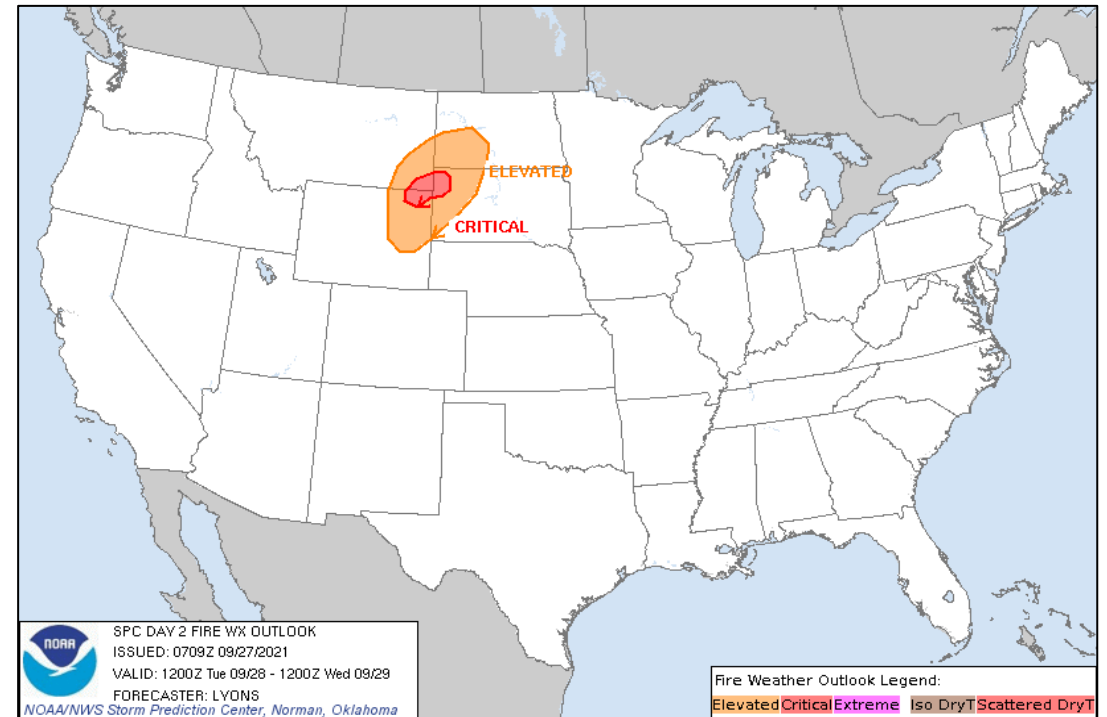 ELEVATED
CRITICAL
NOAA
SPC DAY 2 FIRE WX OUTLOOK
ISSUED: 0709Z 09/27/2021
VALID: 1200Z Tue 09/28 - 1200Z Wed 09/29
FORECASTER: LYONS
NOAA/NWS Storm Prediction Center, Norman, Oklahoma
Fire Weather Outlook Legend:
Elevated Critical Extreme Iso DryT Scattered DryT